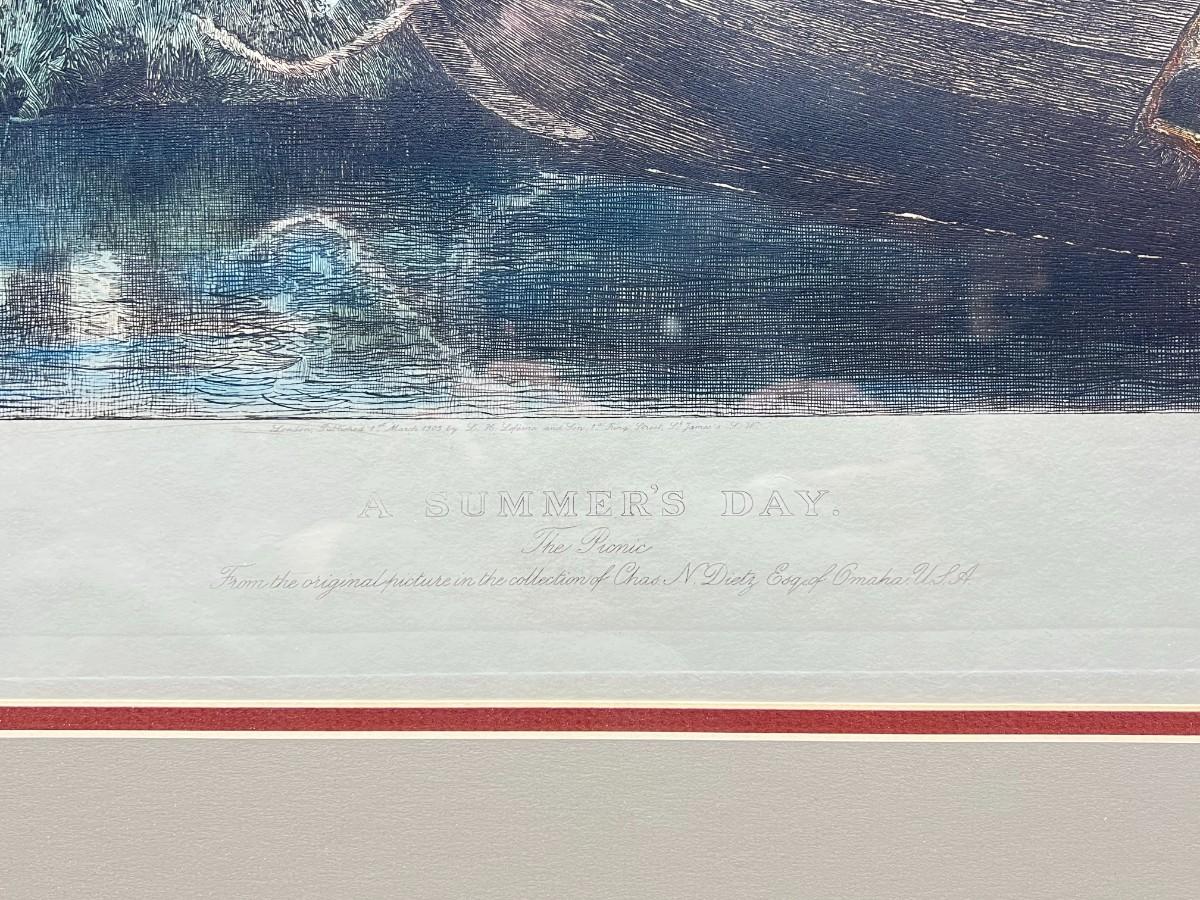 London, Published 1st March 1903 by L. H. Lefèvre and Son, 1a King Street, St James's S.W.
A SUMMER'S DAY.
The Picnic
From the original picture in the collection of Chas. N. Dietz Esq. of Omaha. U.S.A.